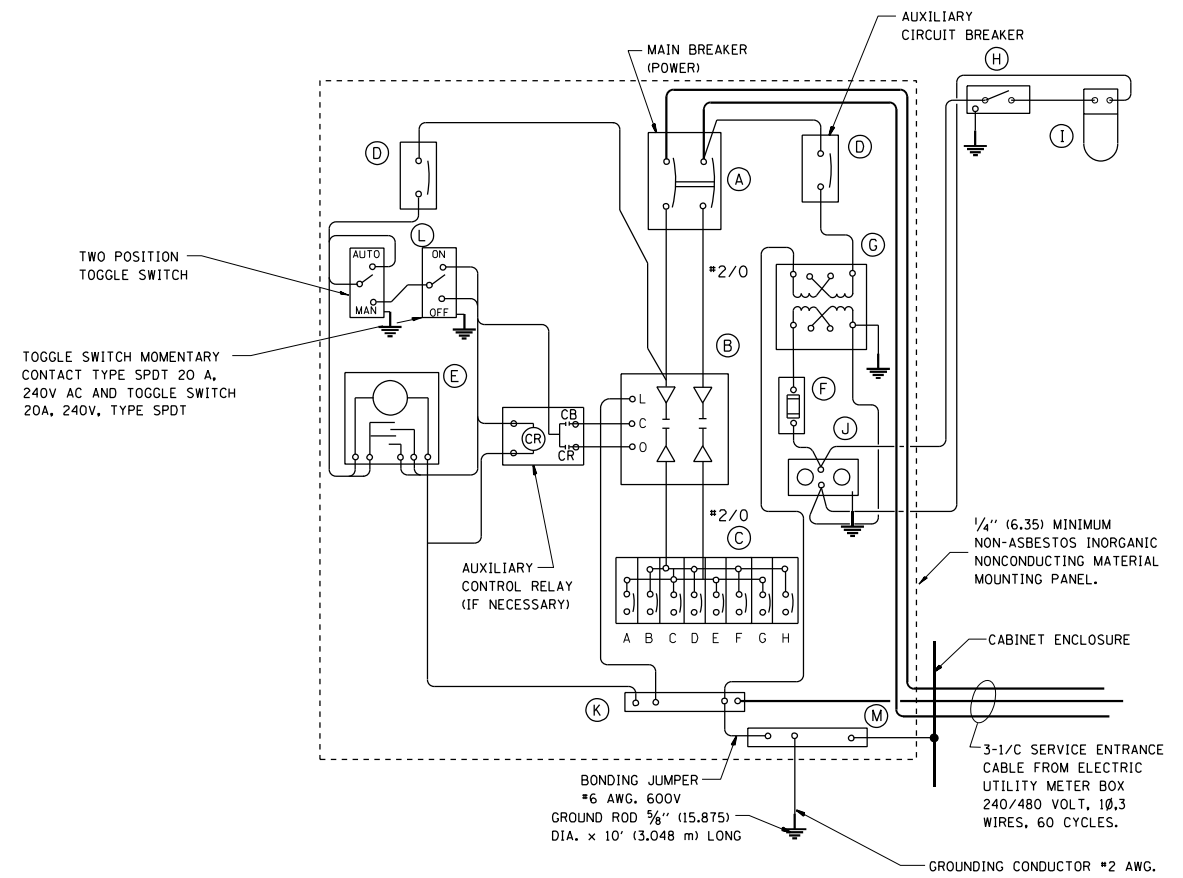 AUXILIARY
CIRCUIT BREAKER
MAIN BREAKER
(POWER)
H
I
D
A
D
L
G
TWO POSITION
TOGGLE SWITCH
AUTO
MAN
ON
OFF
#2/0
TOGGLE SWITCH MOMENTARY
CONTACT TYPE SPDT 20 A,
240V AC AND TOGGLE SWITCH
20A, 240V, TYPE SPDT
E
B
F
L
C
O
CB
CR
CR
J
#2/0
C
1/4'' (6.35) MINIMUM
NON-ASBESTOS INORGANIC
NONCONDUCTING MATERIAL
MOUNTING PANEL.
AUXILIARY
CONTROL RELAY
(IF NECESSARY)
A B C D E F G H
CABINET ENCLOSURE
K
M
3-1/C SERVICE ENTRANCE
CABLE FROM ELECTRIC
UTILITY METER BOX
240/480 VOLT, 1Ø,3
WIRES, 60 CYCLES.
BONDING JUMPER
#6 AWG. 600V
GROUND ROD 5/8'' (15.875)
DIA. x 10' (3.048 m) LONG
GROUNDING CONDUCTOR #2 AWG.